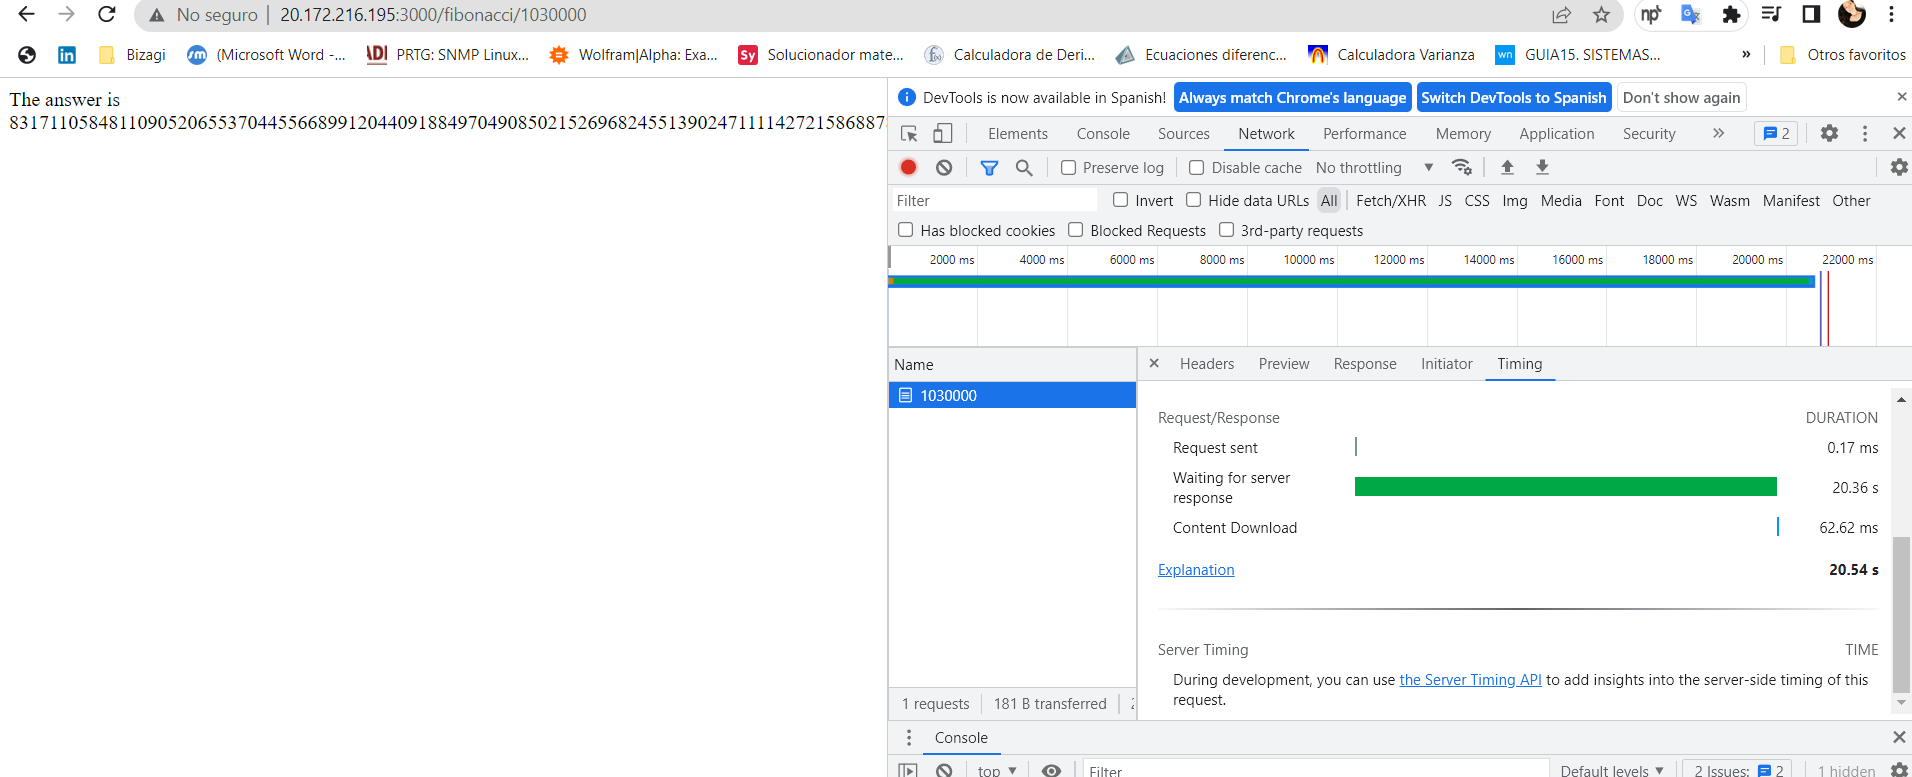 No seguro | 20.172.216.195:3000/fibonacci/1030000
Bizagi (Microsoft Word -... PRTG: SNMP Linux... Wolfram|Alpha: Exa... Solucionador mate... Calculadora de Deri... Ecuaciones diferenc... Calculadora Varianza GUIA15. SISTEMAS... » Otros favoritos
The answer is
DevTools is now available in Spanish! Always match Chrome's language Switch DevTools to Spanish Don't show again
Elements Console Sources Network Performance Memory Application Security » 2
Preserve log Disable cache No throttling
Filter Invert Hide data URLs All Fetch/XHR JS CSS Img Media Font Doc WS Wasm Manifest Other
Has blocked cookies Blocked Requests 3rd-party requests
2000 ms 4000 ms 6000 ms 8000 ms 10000 ms 12000 ms 14000 ms 16000 ms 18000 ms 20000 ms 22000 ms
Name
1030000
Headers Preview Response Initiator Timing
Request/Response DURATION
Request sent 0.17 ms
Waiting for server
response 20.36 s
Content Download 62.62 ms
Explanation 20.54 s
Server Timing TIME
During development, you can use the Server Timing API to add insights into the server-side timing of this
request.
1 requests 181 B transferred
Console
top Filter Default levels 2 Issues: 2 1 hidden